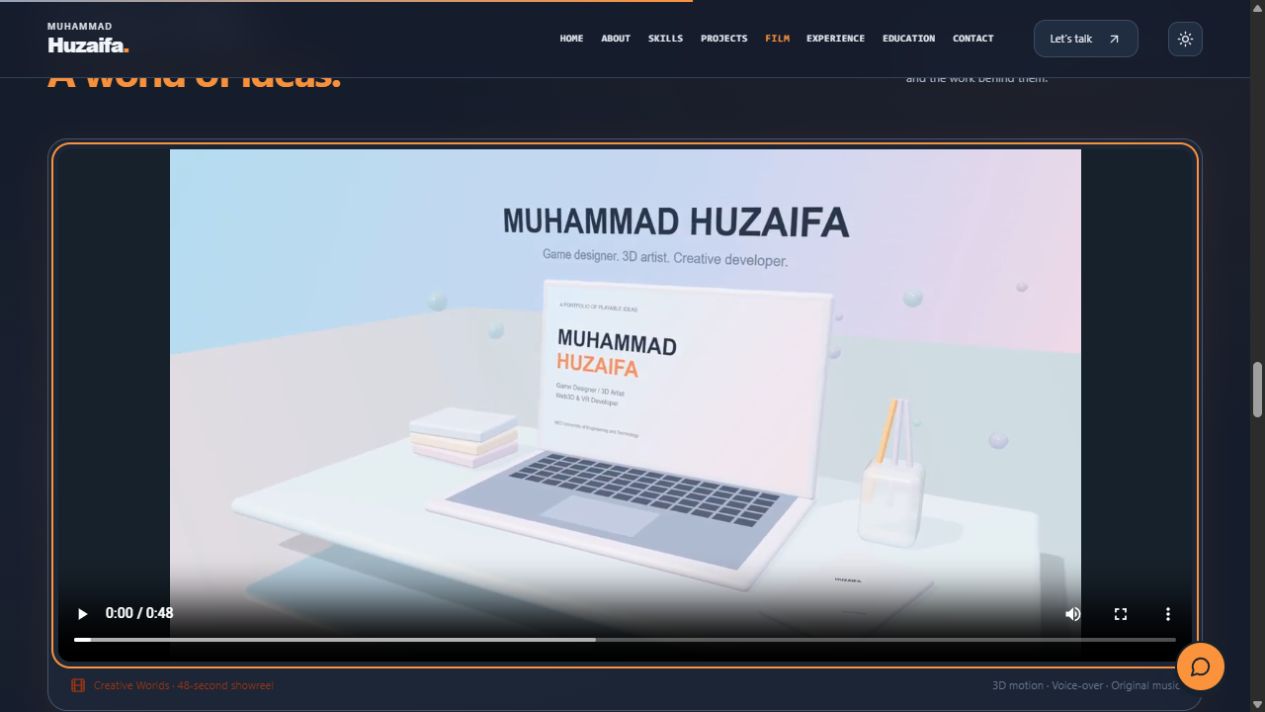 MUHAMMAD
Huzaifa.
HOME ABOUT SKILLS PROJECTS FILM EXPERIENCE EDUCATION CONTACT
Let's talk
A world of ideas.
and the work behind them.
MUHAMMAD HUZAIFA
Game designer. 3D artist. Creative developer.
A PORTFOLIO OF PLAYABLE IDEAS
MUHAMMAD
HUZAIFA
Game Designer / 3D Artist
Web3D & VR Developer
University of Engineering and Technology
HUZAIFA.
0:00 / 0:48
Creative Worlds · 48-second showreel
3D motion · Voice-over · Original music